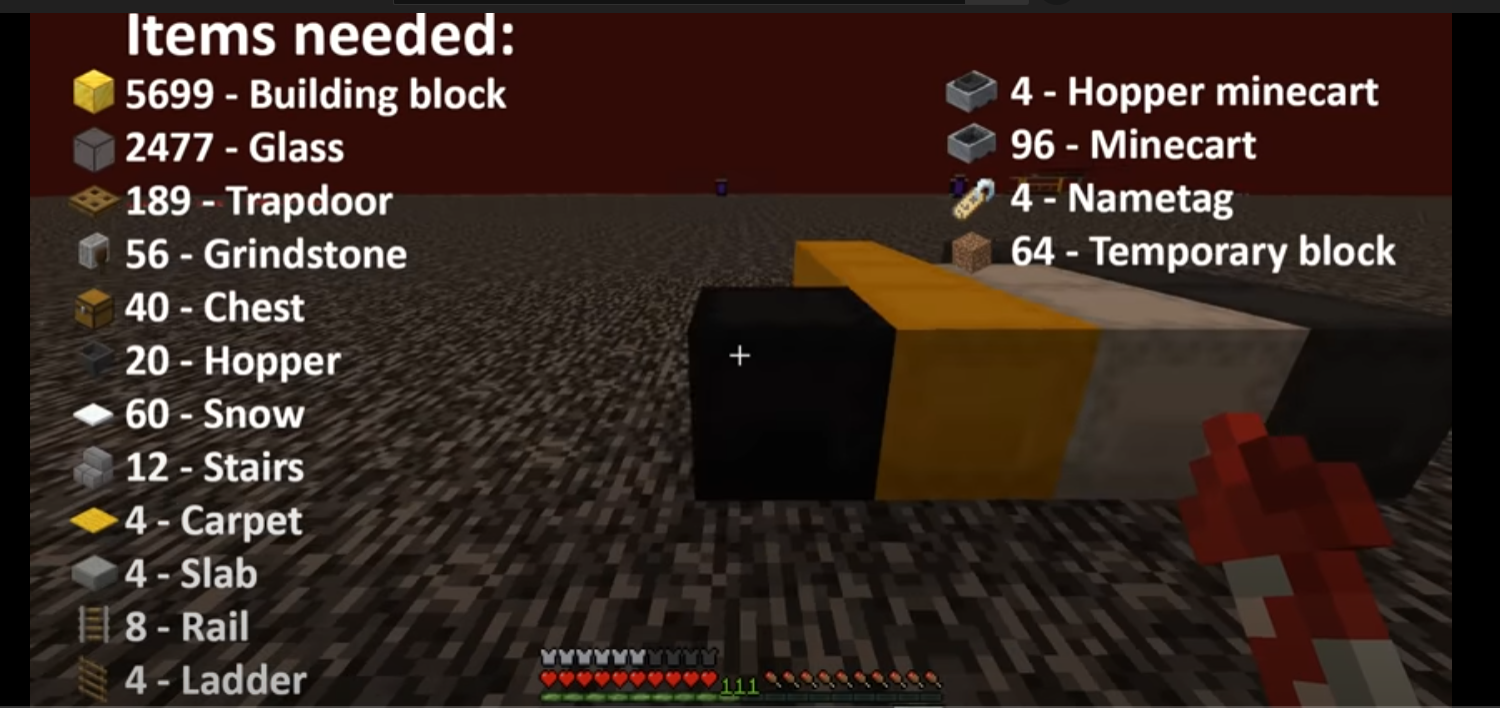 Items needed:
5699 - Building block
2477 - Glass
189 - Trapdoor
56 - Grindstone
40 - Chest
20 - Hopper
60 - Snow
12 - Stairs
4 - Carpet
4 - Slab
8 - Rail
4 - Ladder
4 - Hopper minecart
96 - Minecart
4 - Nametag
64 - Temporary block
111